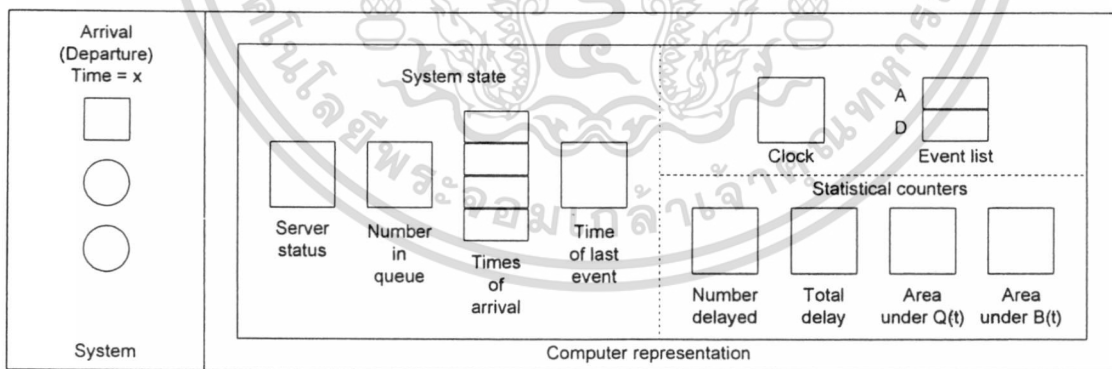 Arrival
(Departure)
Time = x
System
System state
Server
status
Number
in
queue
Times
of
arrival
Time
of last
event
A
D
Clock
Event list
Statistical counters
Number
delayed
Total
delay
Area
under Q(t)
Area
under B(t)
Computer representation